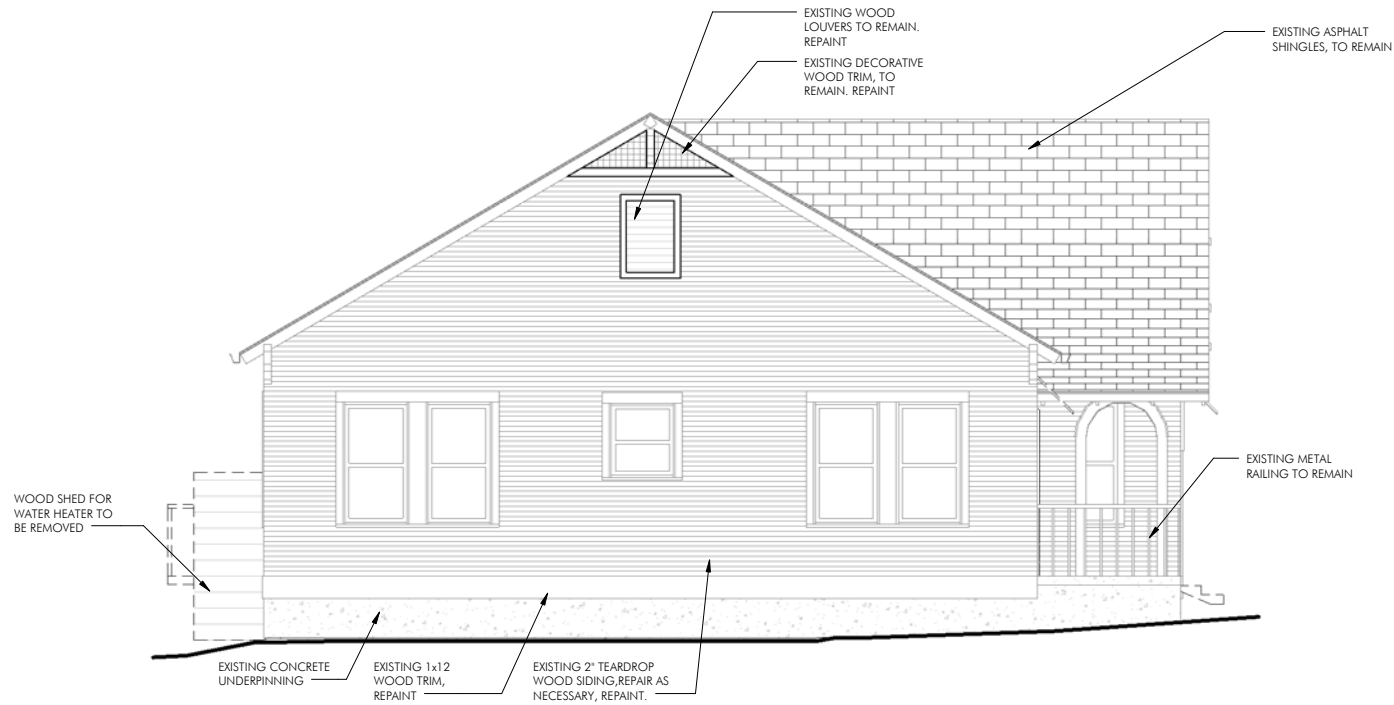 EXISTING WOOD
LOUVERS TO REMAIN.
REPAINT
EXISTING DECORATIVE
WOOD TRIM, TO
REMAIN. REPAINT
EXISTING ASPHALT
SHINGLES, TO REMAIN
EXISTING METAL
RAILING TO REMAIN
WOOD SHED FOR
WATER HEATER TO
BE REMOVED
EXISTING CONCRETE
UNDERPINNING
EXISTING 1x12
WOOD TRIM,
REPAINT
EXISTING 2" TEARDROP
WOOD SIDING,REPAIR AS
NECESSARY, REPAINT.